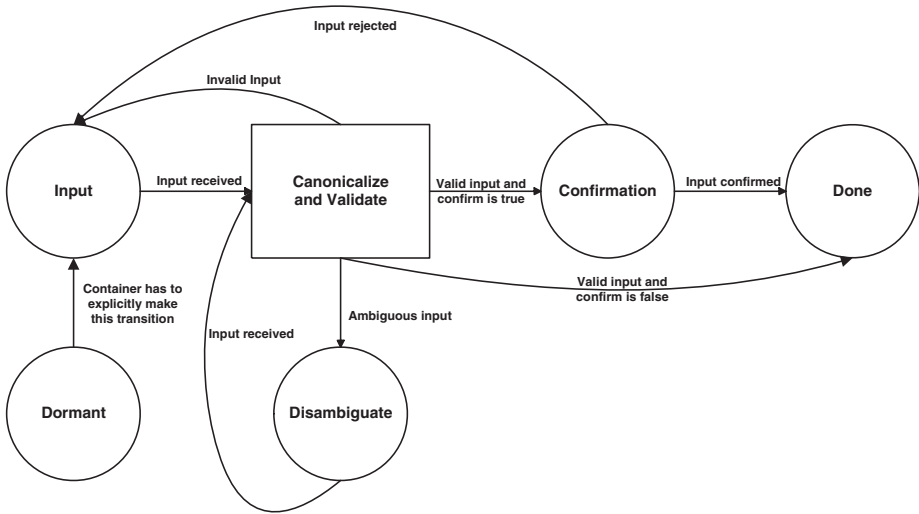 Input rejected
Invalid Input
Input
Input received
Canonicalize
and Validate
Valid input and
confirm is true
Confirmation
Input confirmed
Done
Container has to
explicitly make
this transition
Input received
Ambiguous input
Valid input and
confirm is false
Dormant
Disambiguate